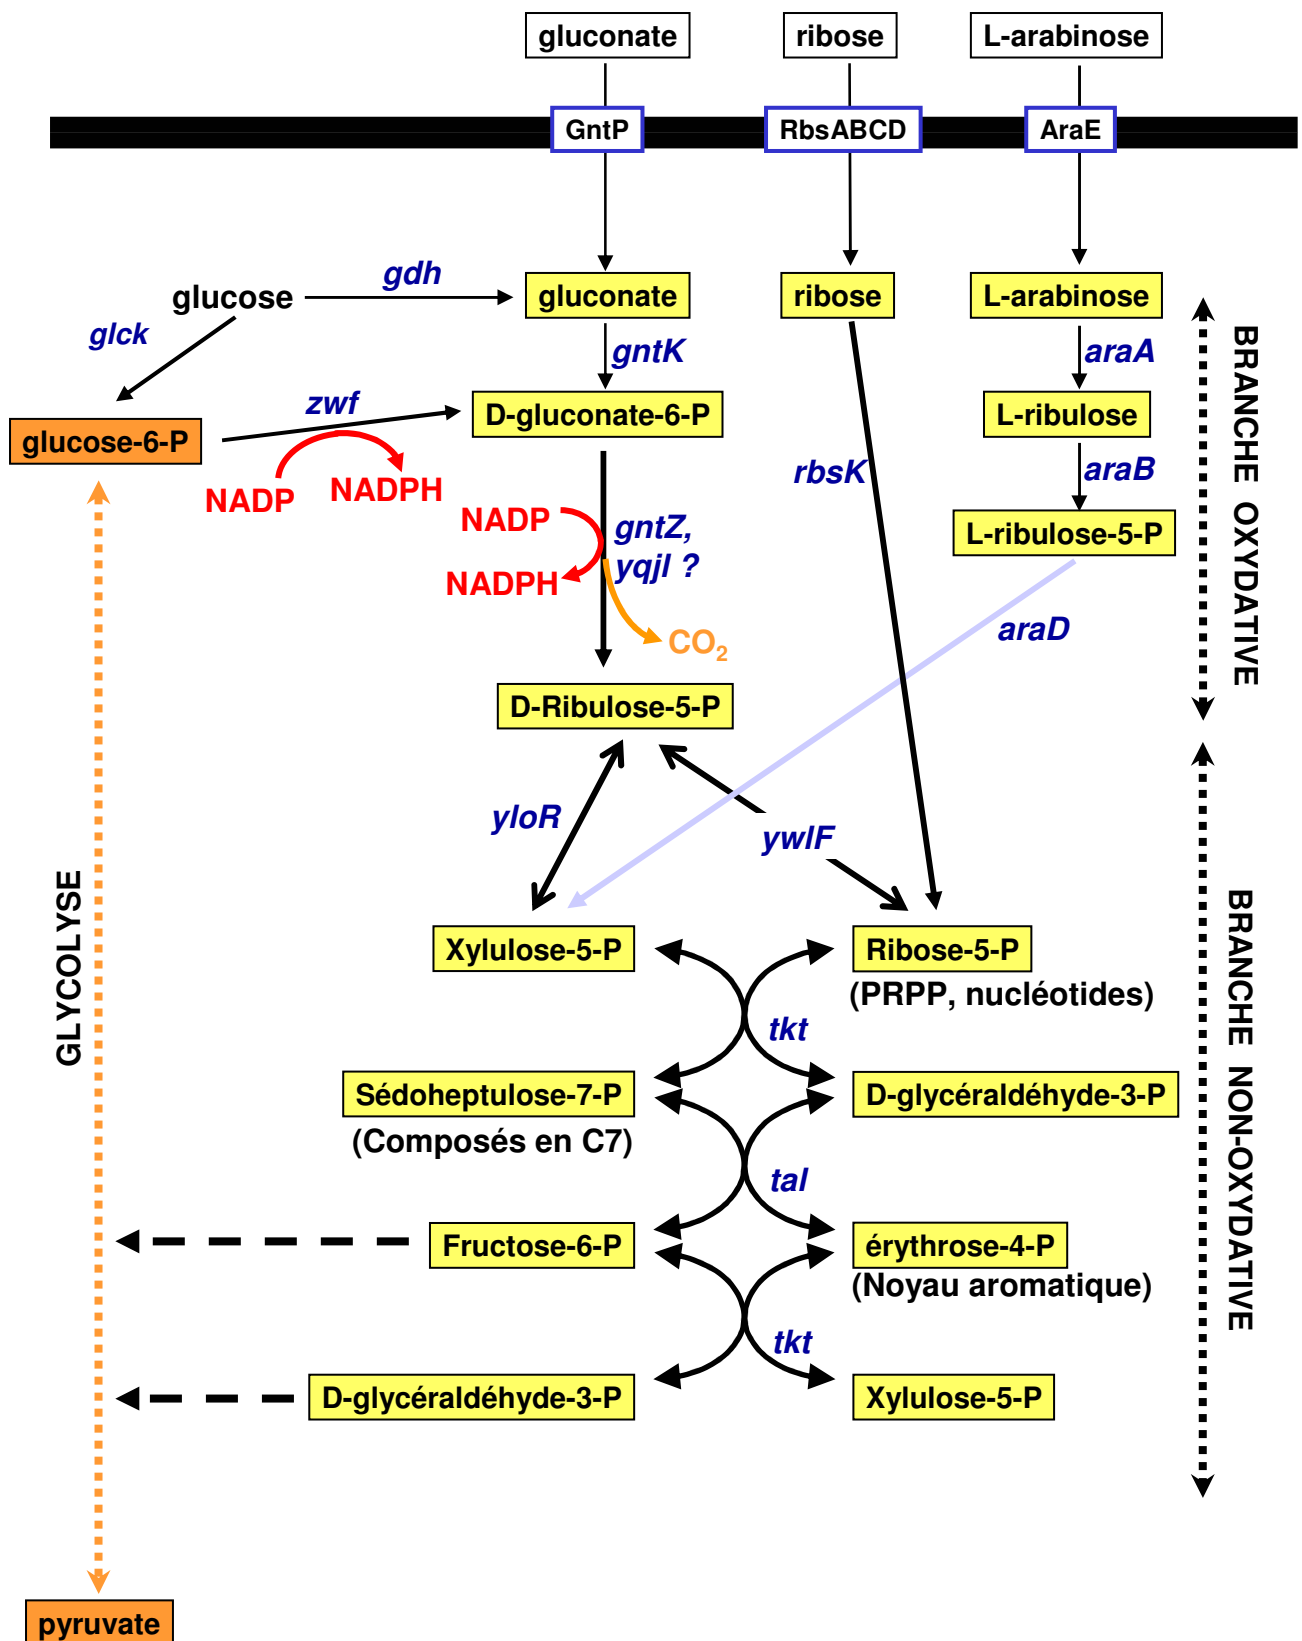 gluconate
ribose
L-arabinose
GntP
RbsABCD
AraE
gdh
glucose
gluconate
ribose
L-arabinose
glck
gntK
araA
zwf
D-gluconate-6-P
L-ribulose
glucose-6-P
rbsK
araB
NADP
NADPH
NADP
gntZ,
yqjI ?
L-ribulose-5-P
NADPH
CO2
araD
BRANCHE OXYDATIVE
D-Ribulose-5-P
yloR
ywlF
GLYCOLYSE
Xylulose-5-P
Ribose-5-P
(PRPP, nucléotides)
tkt
BRANCHE NON-OXYDATIVE
Sédoheptulose-7-P
D-glycéraldéhyde-3-P
(Composés en C7)
tal
Fructose-6-P
érythrose-4-P
(Noyau aromatique)
tkt
D-glycéraldéhyde-3-P
Xylulose-5-P
pyruvate